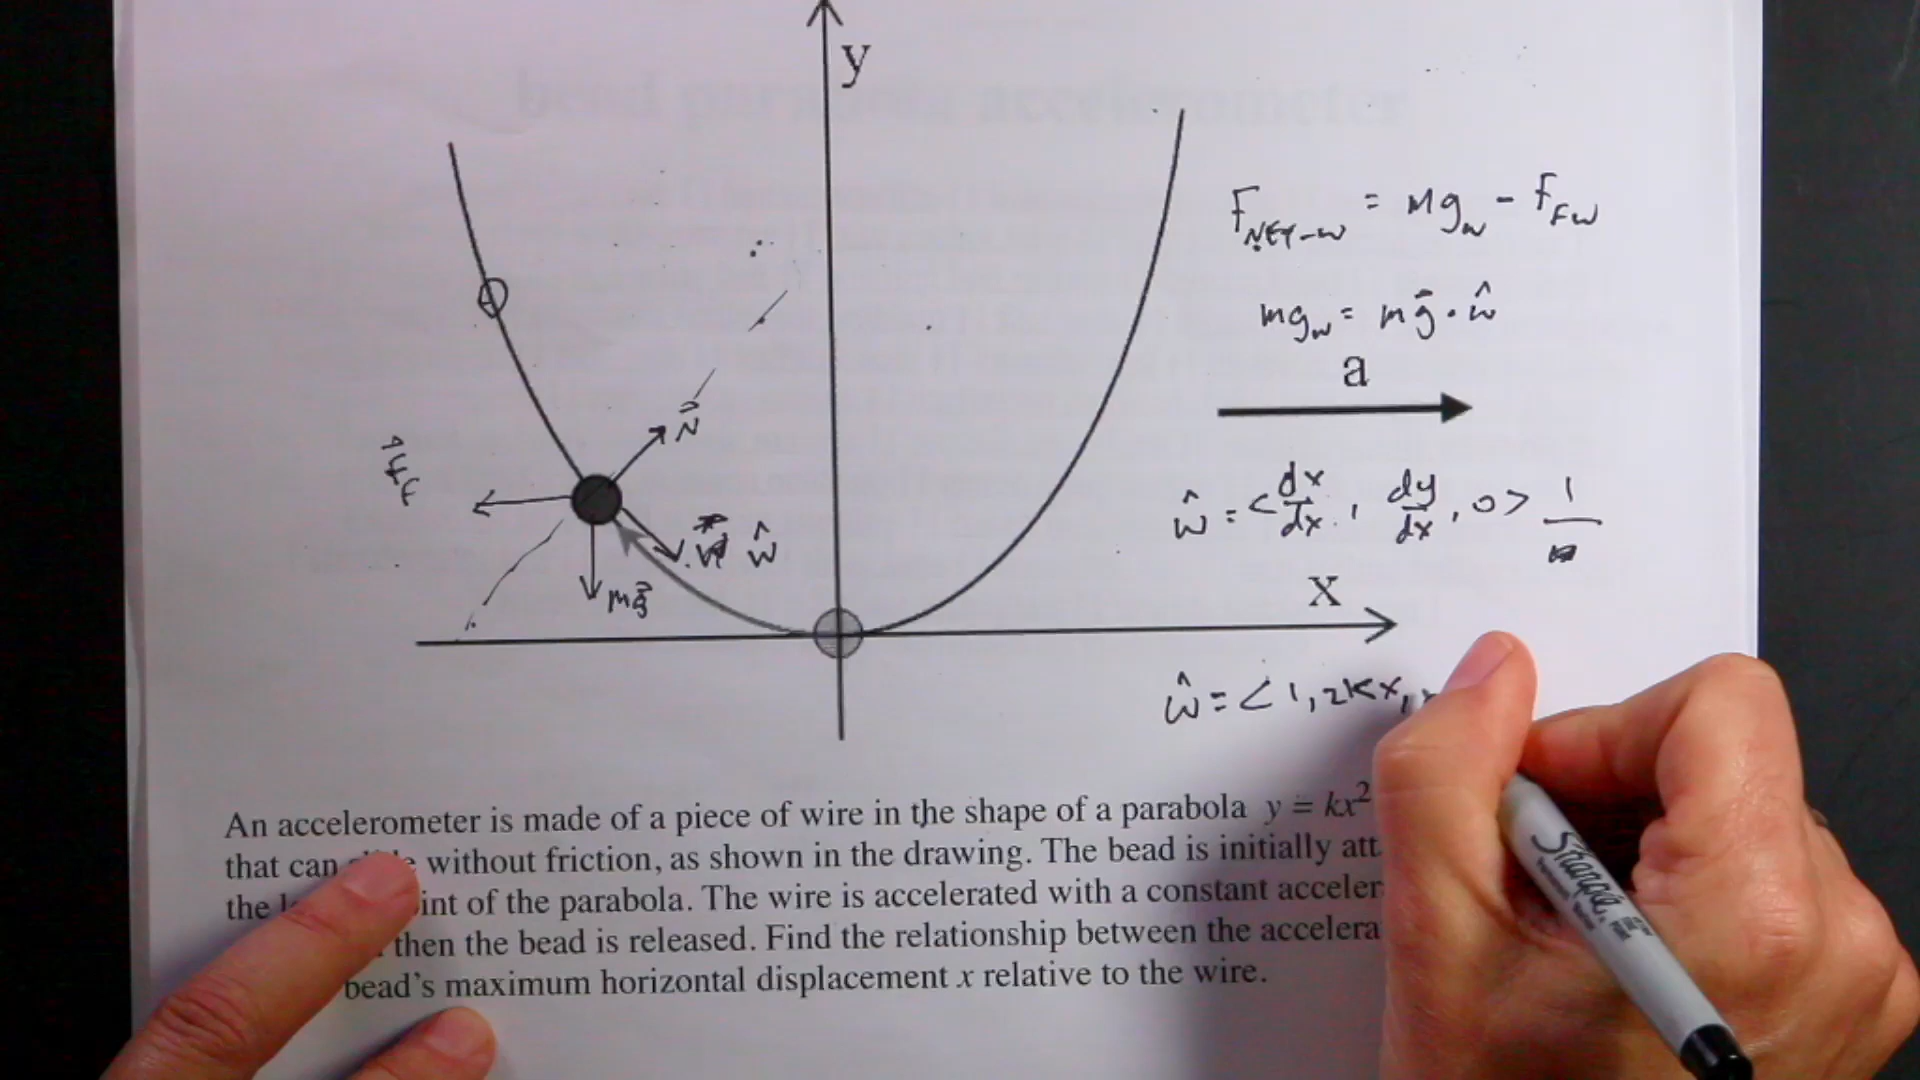 y
F_NET-W = mg_w - F_FW
mg_w = mg⃗ · ŵ
a
N⃗
F⃗_F
ŵ = < dx/dx , dy/dx , 0 > 1/
ŵ
mg⃗
x
ŵ = < 1, 2kx,
An accelerometer is made of a piece of wire in the shape of a parabola y = kx²
that can without friction, as shown in the drawing. The bead is initially att
the int of the parabola. The wire is accelerated with a constant acceler
then the bead is released. Find the relationship between the accelera
bead's maximum horizontal displacement x relative to the wire.
Sharpie